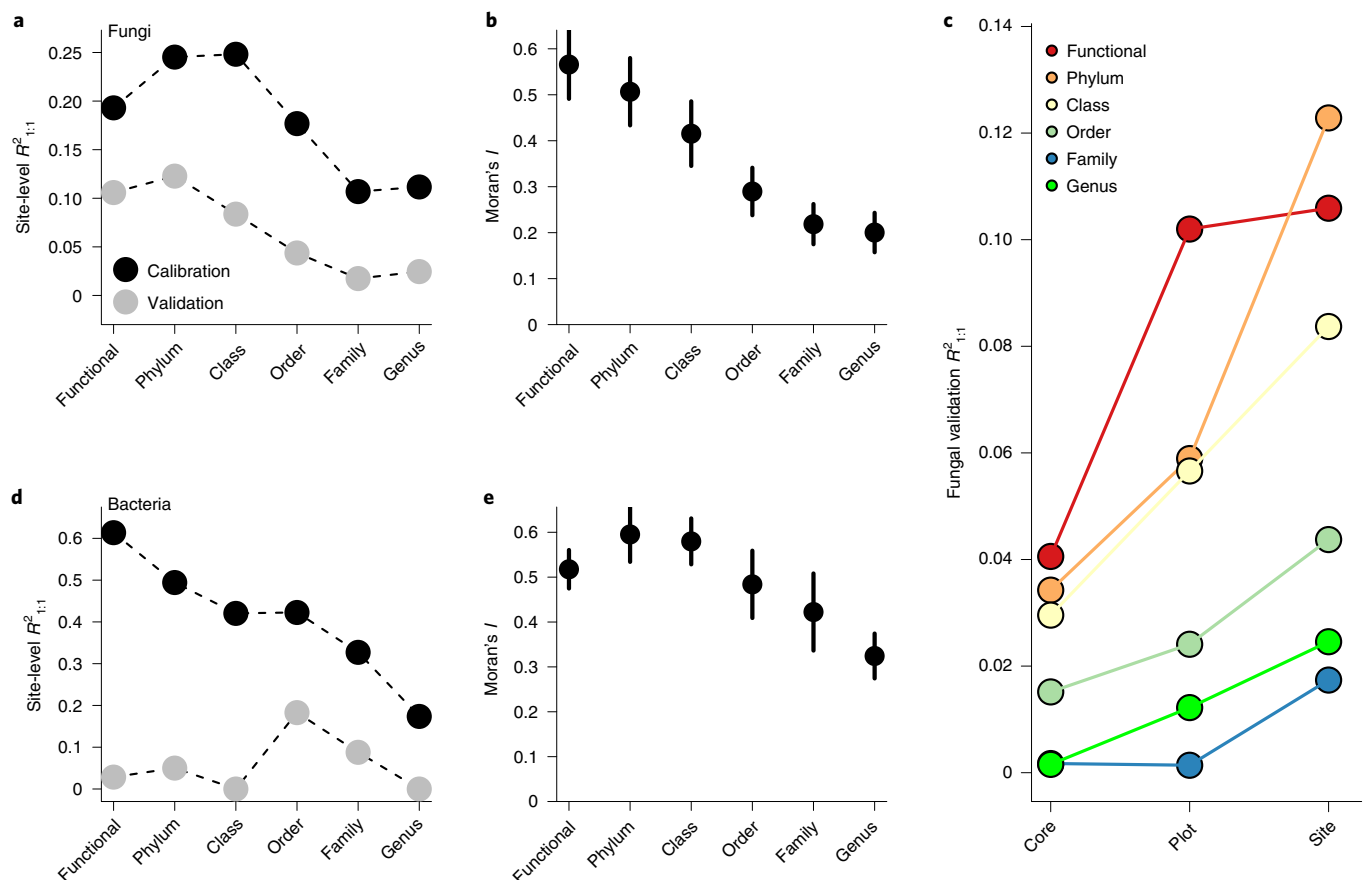 a
Fungi
Site-level R²1:1
0.25
0.20
0.15
0.10
0.05
0
Calibration
Validation
Functional
Phylum
Class
Order
Family
Genus
b
Moran's I
0.6
0.5
0.4
0.3
0.2
0.1
0
Functional
Phylum
Class
Order
Family
Genus
c
Fungal validation R²1:1
0.14
0.12
0.10
0.08
0.06
0.04
0.02
0
Functional
Phylum
Class
Order
Family
Genus
Core
Plot
Site
d
Bacteria
Site-level R²1:1
0.6
0.5
0.4
0.3
0.2
0.1
0
Functional
Phylum
Class
Order
Family
Genus
e
Moran's I
0.6
0.5
0.4
0.3
0.2
0.1
0
Functional
Phylum
Class
Order
Family
Genus